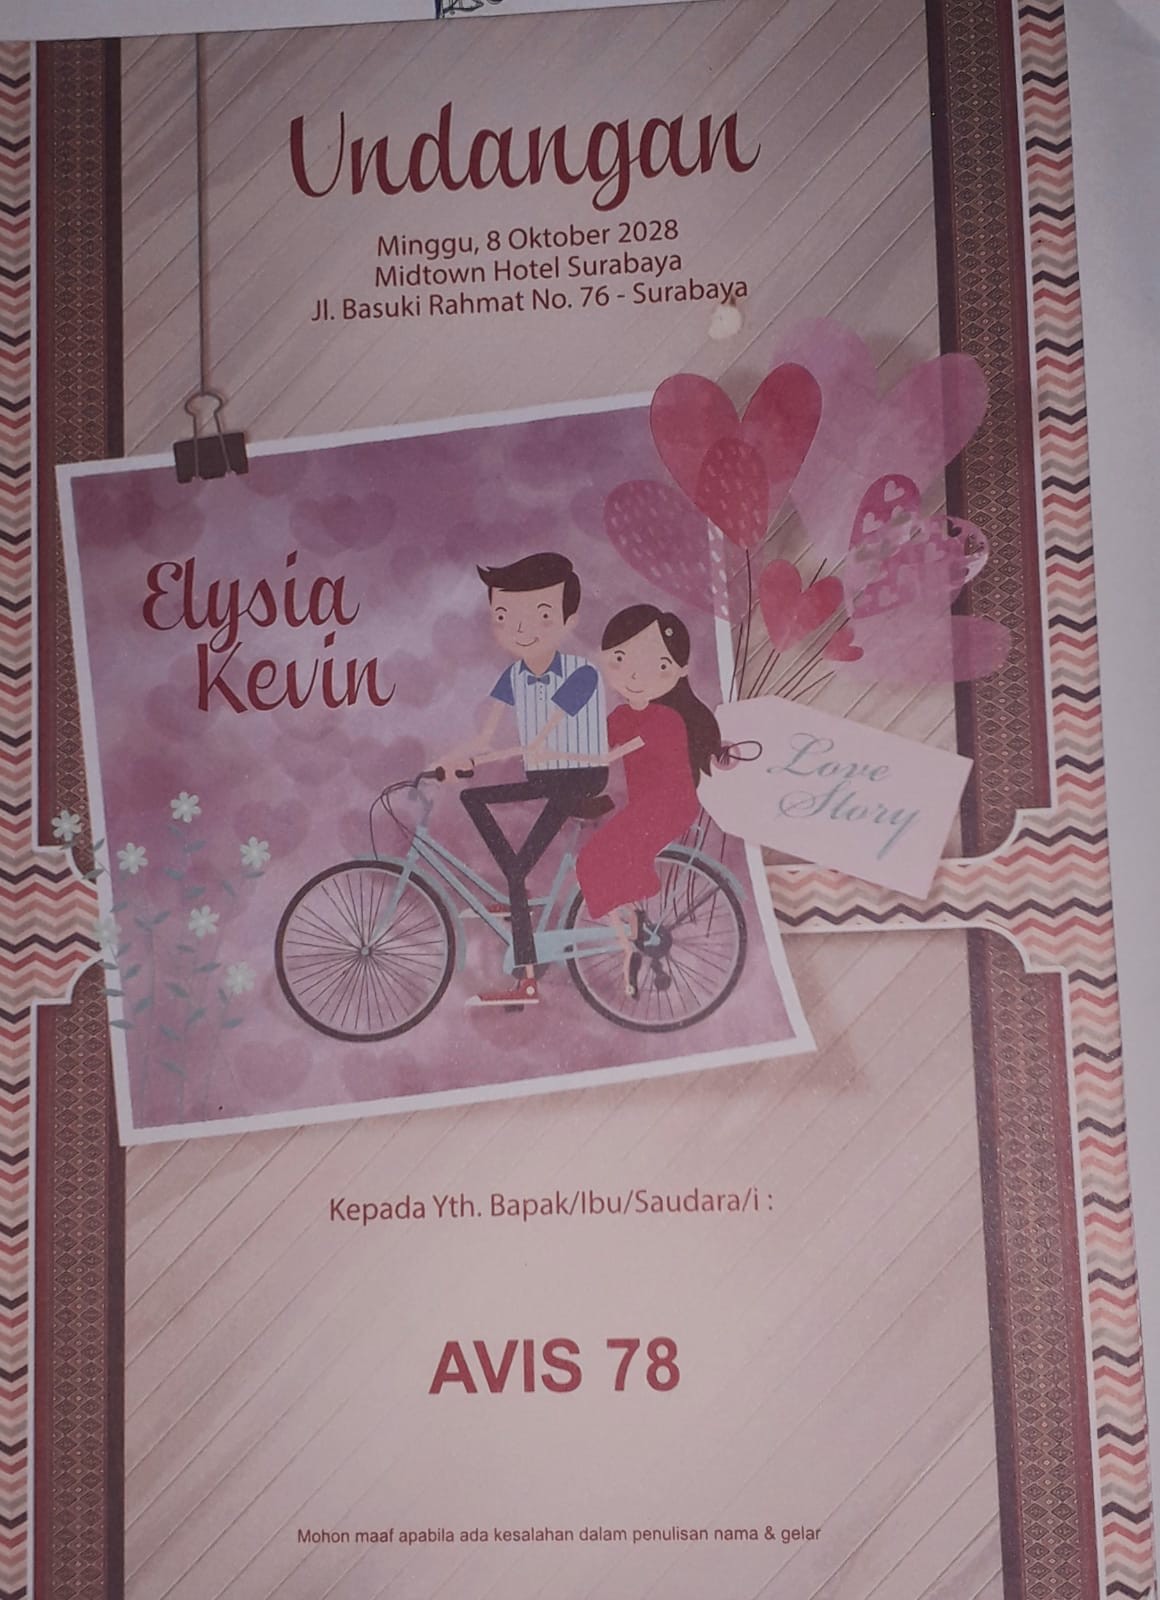 Undangan
Minggu, 8 Oktober 2028
Midtown Hotel Surabaya
Jl. Basuki Rahmat No. 76 - Surabaya
Elysia
Kevin
Love
Story
Kepada Yth. Bapak/Ibu/Saudara/i :
AVIS 78
Mohon maaf apabila ada kesalahan dalam penulisan nama & gelar